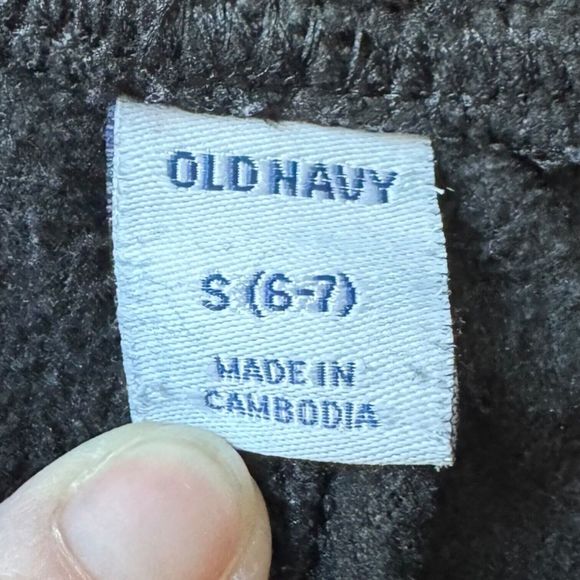 OLD NAVY
S (6-7)
MADE IN
CAMBODIA